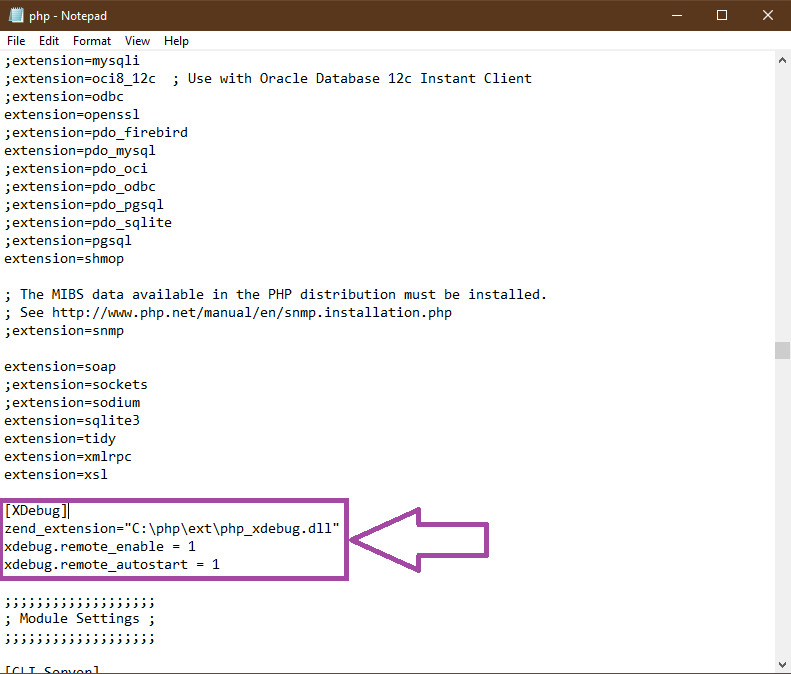 php - Notepad
File Edit Format View Help
;extension=mysqli
;extension=oci8_12c  ; Use with Oracle Database 12c Instant Client
;extension=odbc
extension=openssl
;extension=pdo_firebird
extension=pdo_mysql
;extension=pdo_oci
;extension=pdo_odbc
;extension=pdo_pgsql
;extension=pdo_sqlite
;extension=pgsql
extension=shmop
; The MIBS data available in the PHP distribution must be installed.
; See http://www.php.net/manual/en/snmp.installation.php
;extension=snmp
extension=soap
;extension=sockets
;extension=sodium
extension=sqlite3
extension=tidy
extension=xmlrpc
extension=xsl
[XDebug]
zend_extension="C:\php\ext\php_xdebug.dll"
xdebug.remote_enable = 1
xdebug.remote_autostart = 1
;;;;;;;;;;;;;;;;;;;
; Module Settings ;
;;;;;;;;;;;;;;;;;;;
[CLI Server]